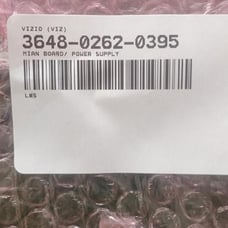 VIZIO (VIZ)
3648-0262-0395
MIAN BOARD/ POWER SUPPLY
LWS